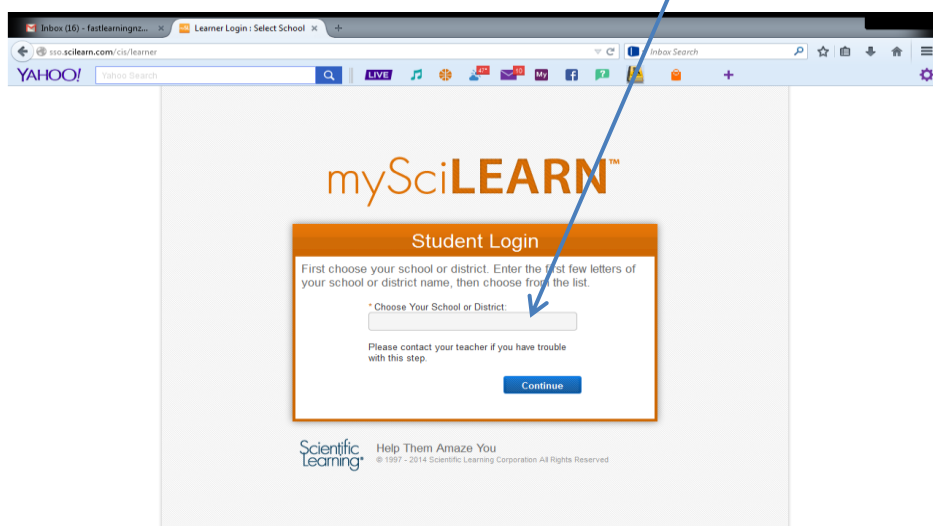 Inbox (16) - fastlearningnz... × Learner Login : Select School × +
sso.scilearn.com/cis/learner Inbox Search
YAHOO! Yahoo Search LIVE 47° 10 My f ? +
mySciLEARN™
Student Login
First choose your school or district. Enter the first few letters of
your school or district name, then choose from the list.
* Choose Your School or District:
Please contact your teacher if you have trouble
with this step.
Continue
Scientific Learning® Help Them Amaze You
© 1997 - 2014 Scientific Learning Corporation All Rights Reserved